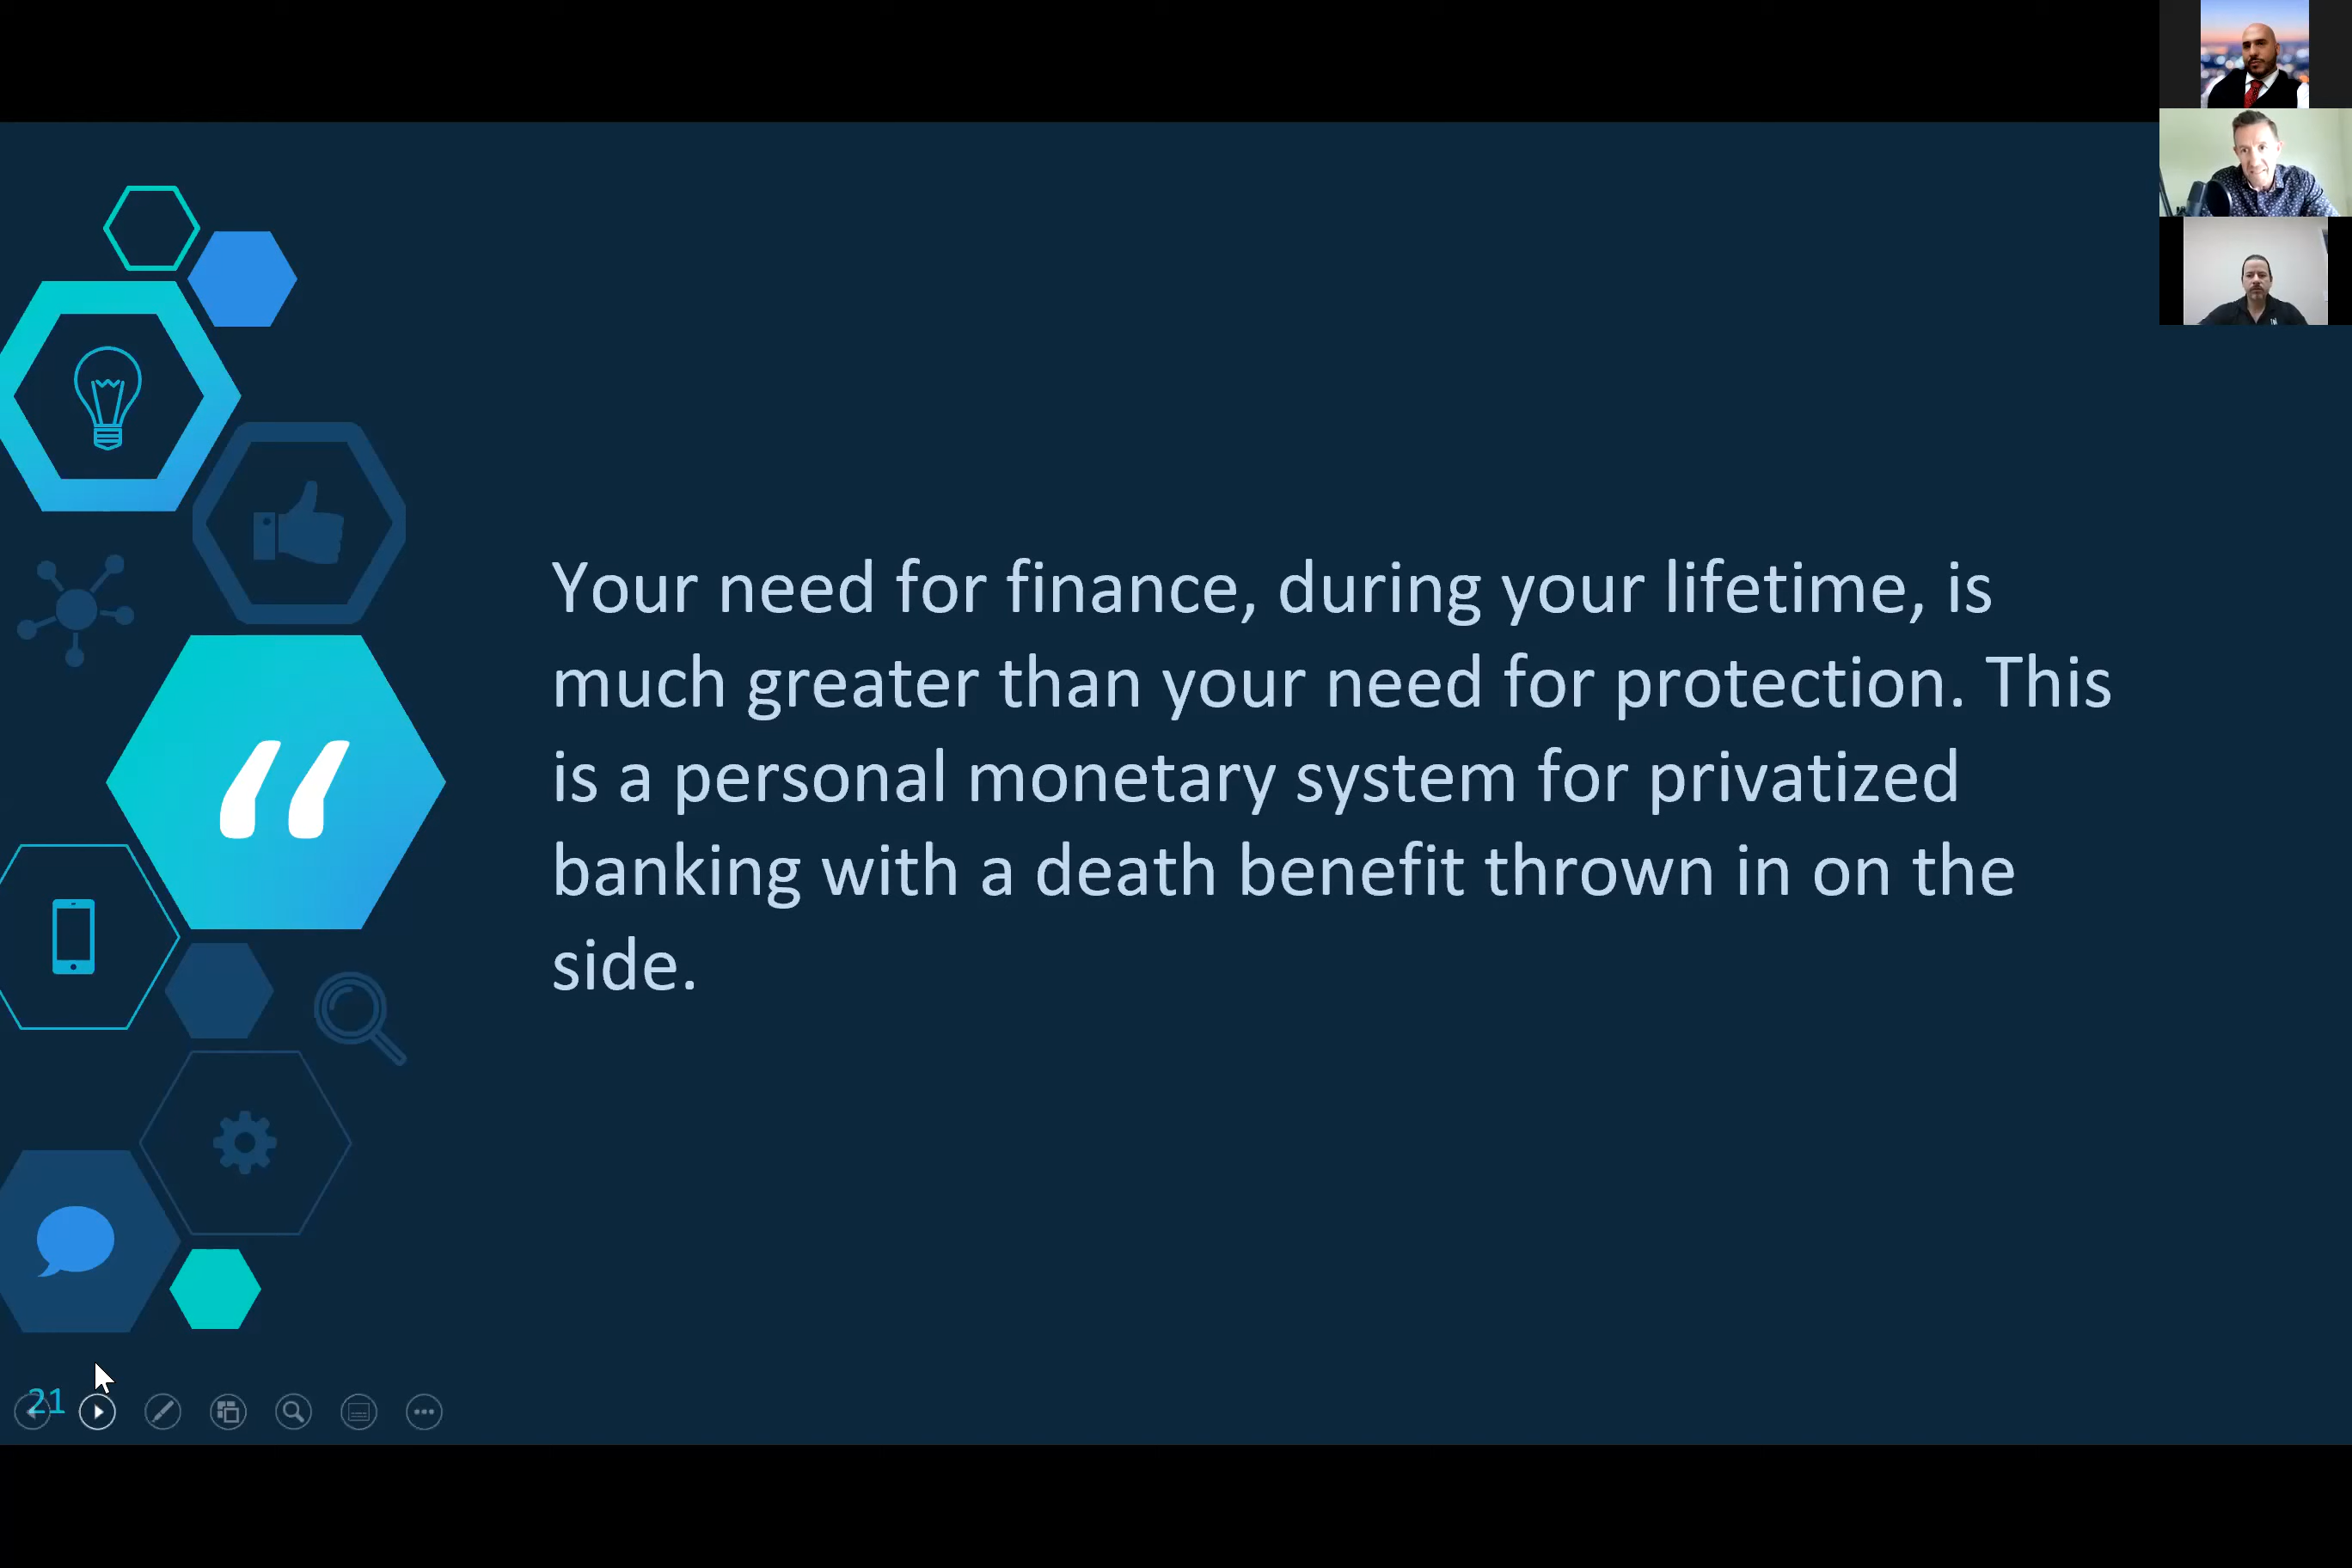 Your need for finance, during your lifetime, is
much greater than your need for protection. This
is a personal monetary system for privatized
banking with a death benefit thrown in on the
side.
21